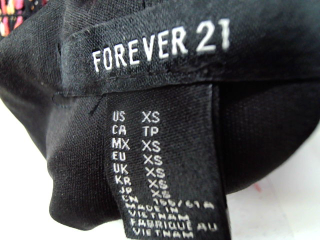 FOREVER 21
US XS
CA TP
MX XS
EU XS
UK XS
KR XS
JP XS
CN 155/61A
MADE IN
VIETNAM
FABRIQUÉ AU
VIETNAM